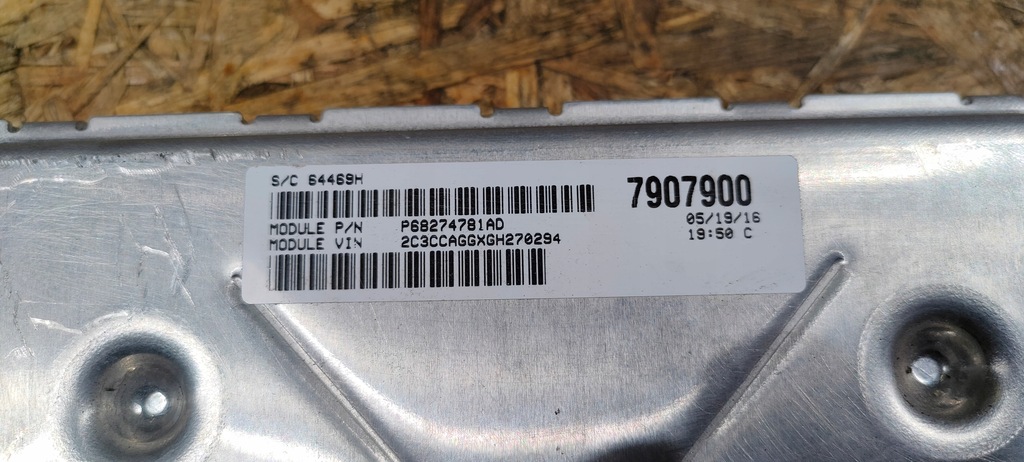 S/C 64469H
7907900
MODULE P/N P68274781AD
05/19/16
MODULE VIN 2C3CCAGGXGH270294
19:50 C